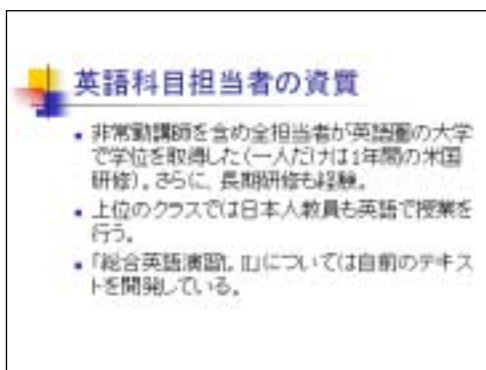 英語科目担当者の資質
非常勤講師を含め全担当者が英語圏の大学
で学位を取得した(一人だけは1年間の米国
研修)。さらに、長期研修も経験。
上位のクラスでは日本人教員も英語で授業を
行う。
「総合英語演習I, II」については自前のテキス
トを開発している。